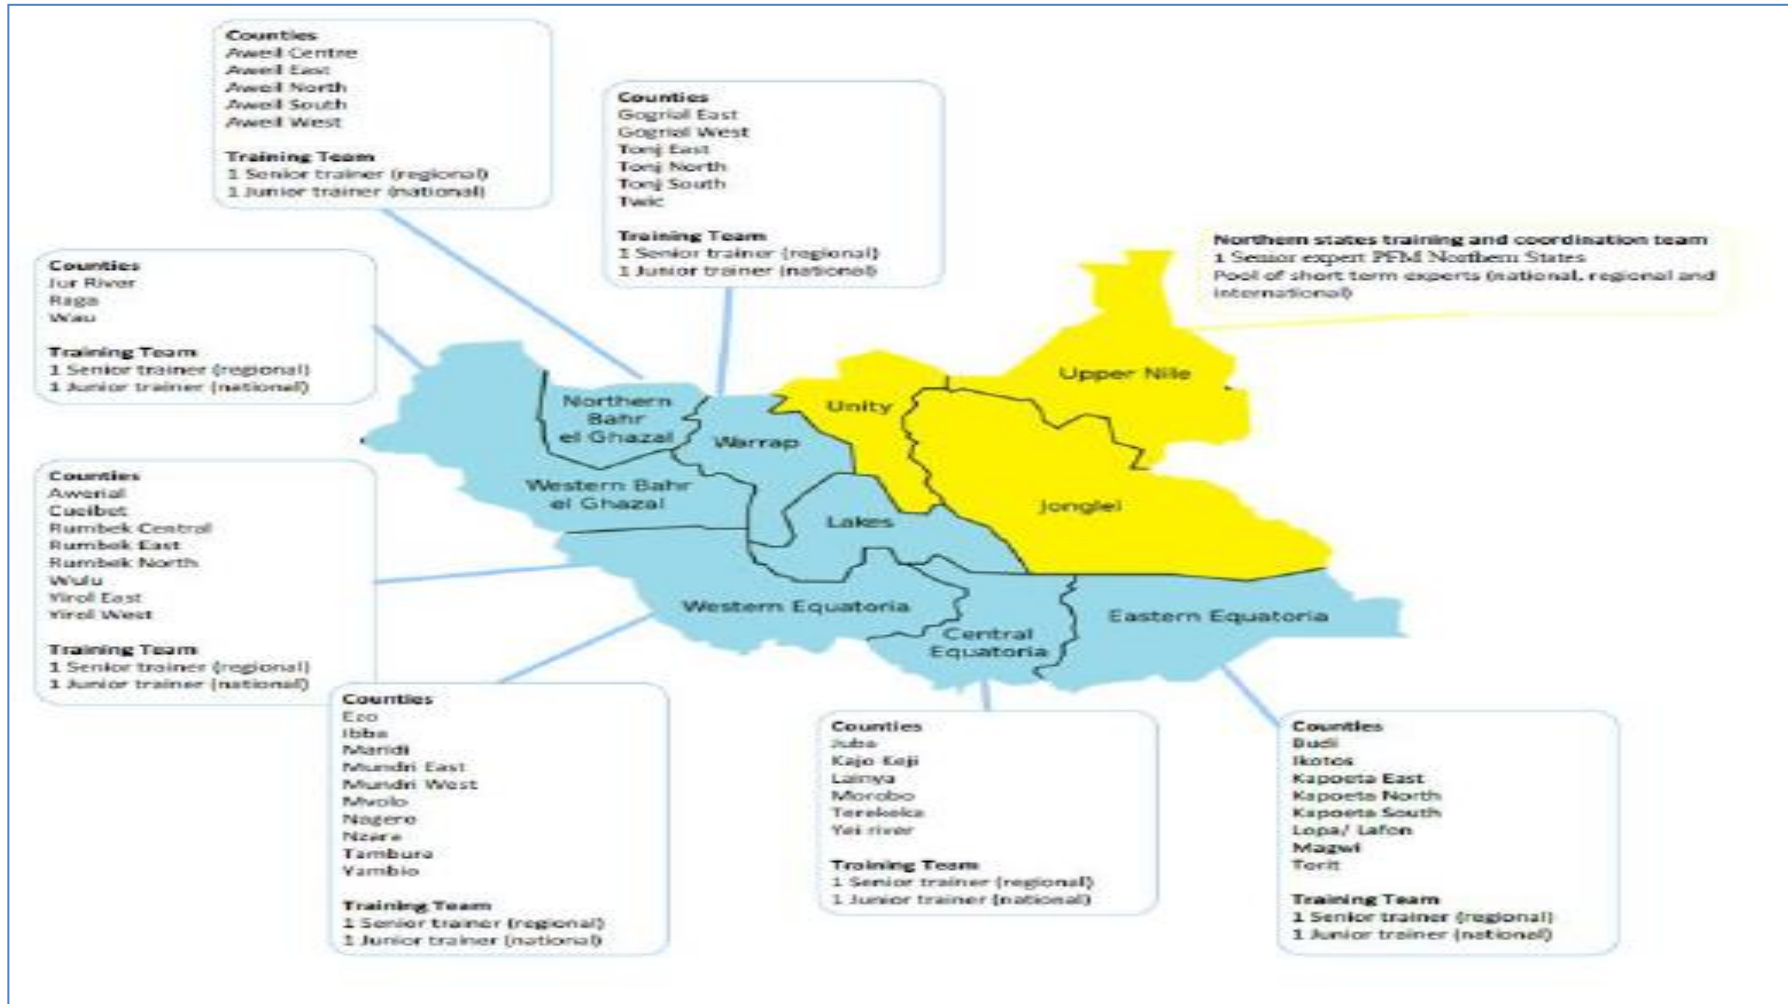 Counties
Aweil Centre
Aweil East
Aweil North
Aweil South
Aweil West
Training Team
1 Senior trainer (regional)
1 Junior trainer (national)
Counties
Gogrial East
Gogrial West
Tonj East
Tonj North
Tonj South
Twic
Training Team
1 Senior trainer (regional)
1 Junior trainer (national)
Northern states training and coordination team
1 Senior expert PFM Northern States
Pool of short term experts (national, regional and
international)
Counties
Jur River
Raga
Wau
Training Team
1 Senior trainer (regional)
1 Junior trainer (national)
Upper Nile
Unity
Northern
Bahr
el Ghazal
Warrap
Western Bahr
el Ghazal
Lakes
Jonglei
Western Equatoria
Central
Equatoria
Eastern Equatoria
Counties
Awerial
Cueibet
Rumbek Central
Rumbek East
Rumbek North
Wulu
Yirol East
Yirol West
Training Team
1 Senior trainer (regional)
1 Junior trainer (national)
Counties
Ezo
Ibba
Maridi
Mundri East
Mundri West
Mvolo
Nagero
Nzara
Tambura
Yambio
Training Team
1 Senior trainer (regional)
1 Junior trainer (national)
Counties
Juba
Kajo Keji
Lainya
Morobo
Terekeka
Yei river
Training Team
1 Senior trainer (regional)
1 Junior trainer (national)
Counties
Budi
Ikotos
Kapoeta East
Kapoeta North
Kapoeta South
Lopa/ Lafon
Magwi
Torit
Training Team
1 Senior trainer (regional)
1 Junior trainer (national)